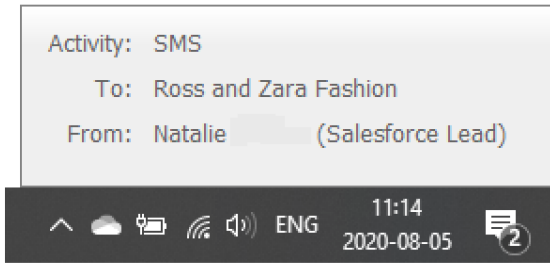 Activity: SMS
To: Ross and Zara Fashion
From: Natalie (Salesforce Lead)
ENG 11:14
2020-08-05 2